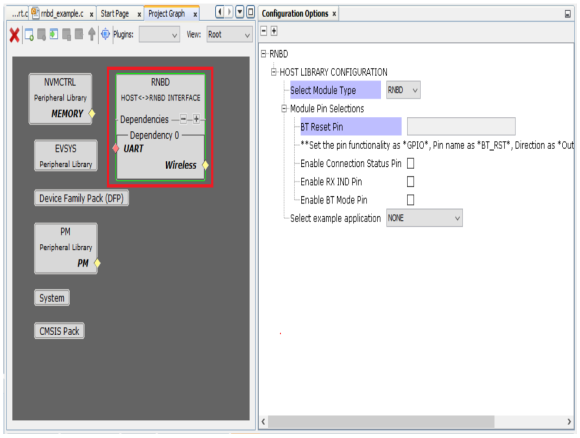 ...rt.c rnbd_example.c x Start Page x Project Graph x
Plugins: View: Root
NVMCTRL
Peripheral Library
MEMORY
RNBD
HOST<->RNBD INTERFACE
Dependencies
Dependency 0
UART
Wireless
EVSYS
Peripheral Library
Device Family Pack (DFP)
PM
Peripheral Library
PM
System
CMSIS Pack
Configuration Options x
RNBD
HOST LIBRARY CONFIGURATION
Select Module Type RNBD
Module Pin Selections
BT Reset Pin
**Set the pin functionality as *GPIO*, Pin name as *BT_RST*, Direction as *Out
Enable Connection Status Pin
Enable RX IND Pin
Enable BT Mode Pin
Select example application NONE